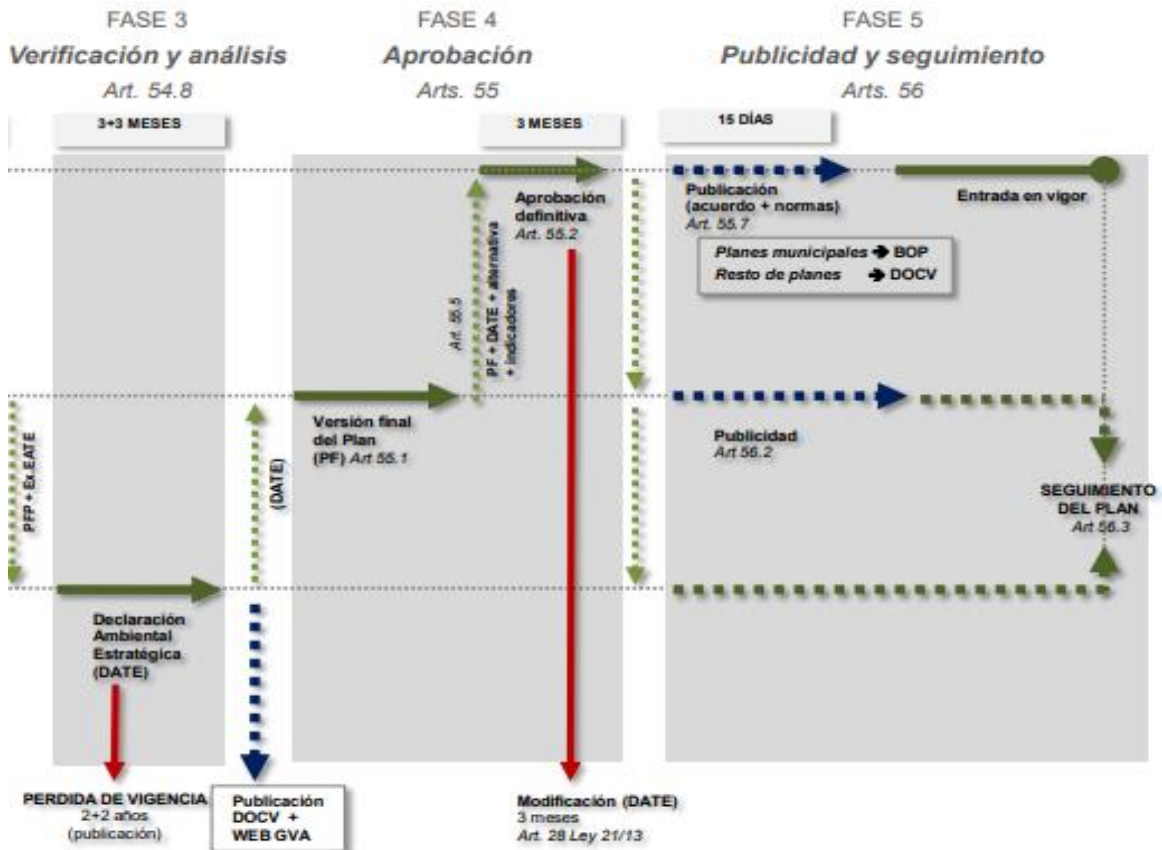 FASE 3
Verificación y análisis
Art. 54.8
3+3 MESES
FASE 4
Aprobación
Arts. 55
3 MESES
FASE 5
Publicidad y seguimiento
Arts. 56
15 DÍAS
Aprobación
definitiva
Art. 55.2
Publicación
(acuerdo + normas)
Art. 55.7
Entrada en vigor
Planes municipales ➔ BOP
Resto de planes ➔ DOCV
Art. 55.5
PF + DATE + alternativa
+ indicadores
PFP + Ex.EATE
(DATE)
Versión final
del Plan
(PF) Art 55.1
Publicidad
Art 56.2
SEGUIMIENTO
DEL PLAN
Art 56.3
Declaración
Ambiental
Estratégica
(DATE)
PERDIDA DE VIGENCIA
2+2 años
(publicación)
Publicación
DOCV +
WEB GVA
Modificación (DATE)
3 meses
Art. 28 Ley 21/13